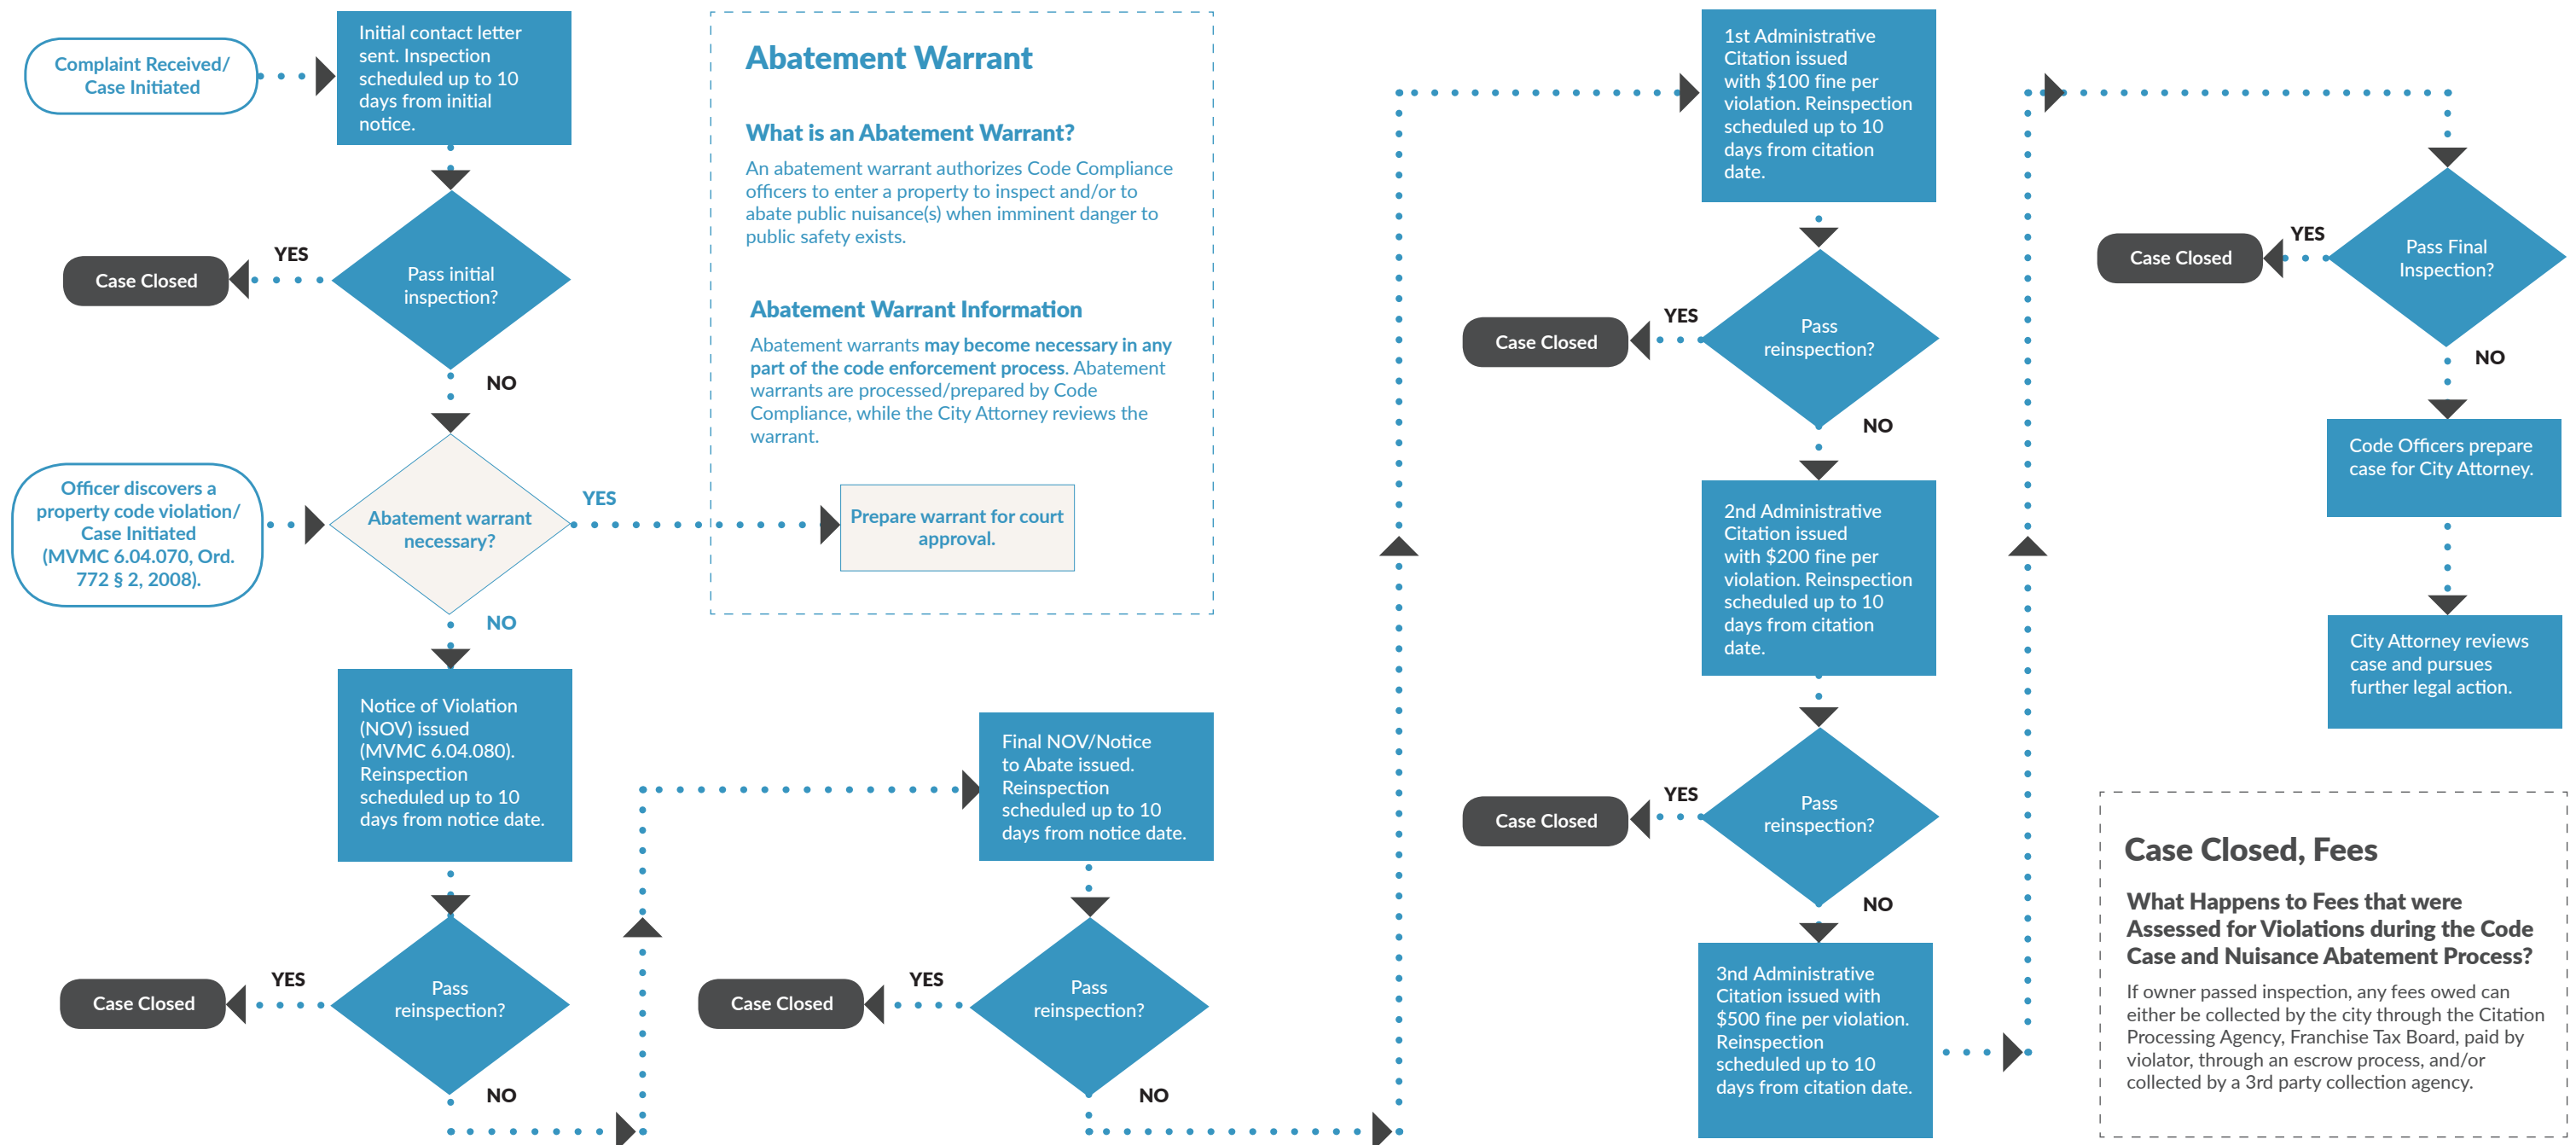 Complaint Received/
Case Initiated
Initial contact letter
sent. Inspection
scheduled up to 10
days from initial
notice.
Pass initial
inspection?
YES
Case Closed
NO
Officer discovers a
property code violation/
Case Initiated
(MVMC 6.04.070, Ord.
772 § 2, 2008).
Abatement warrant
necessary?
YES
NO
Notice of Violation
(NOV) issued
(MVMC 6.04.080).
Reinspection
scheduled up to 10
days from notice date.
Pass
reinspection?
YES
Case Closed
NO
Abatement Warrant
What is an Abatement Warrant?
An abatement warrant authorizes Code Compliance
officers to enter a property to inspect and/or to
abate public nuisance(s) when imminent danger to
public safety exists.
Abatement Warrant Information
Abatement warrants may become necessary in any
part of the code enforcement process. Abatement
warrants are processed/prepared by Code
Compliance, while the City Attorney reviews the
warrant.
Prepare warrant for court
approval.
Final NOV/Notice
to Abate issued.
Reinspection
scheduled up to 10
days from notice date.
Pass
reinspection?
YES
Case Closed
NO
1st Administrative
Citation issued
with $100 fine per
violation. Reinspection
scheduled up to 10
days from citation
date.
Pass
reinspection?
YES
Case Closed
NO
2nd Administrative
Citation issued
with $200 fine per
violation. Reinspection
scheduled up to 10
days from citation
date.
Pass
reinspection?
YES
Case Closed
NO
3nd Administrative
Citation issued with
$500 fine per violation.
Reinspection
scheduled up to 10
days from citation date.
Pass Final
Inspection?
YES
Case Closed
NO
Code Officers prepare
case for City Attorney.
City Attorney reviews
case and pursues
further legal action.
Case Closed, Fees
What Happens to Fees that were
Assessed for Violations during the Code
Case and Nuisance Abatement Process?
If owner passed inspection, any fees owed can
either be collected by the city through the Citation
Processing Agency, Franchise Tax Board, paid by
violator, through an escrow process, and/or
collected by a 3rd party collection agency.